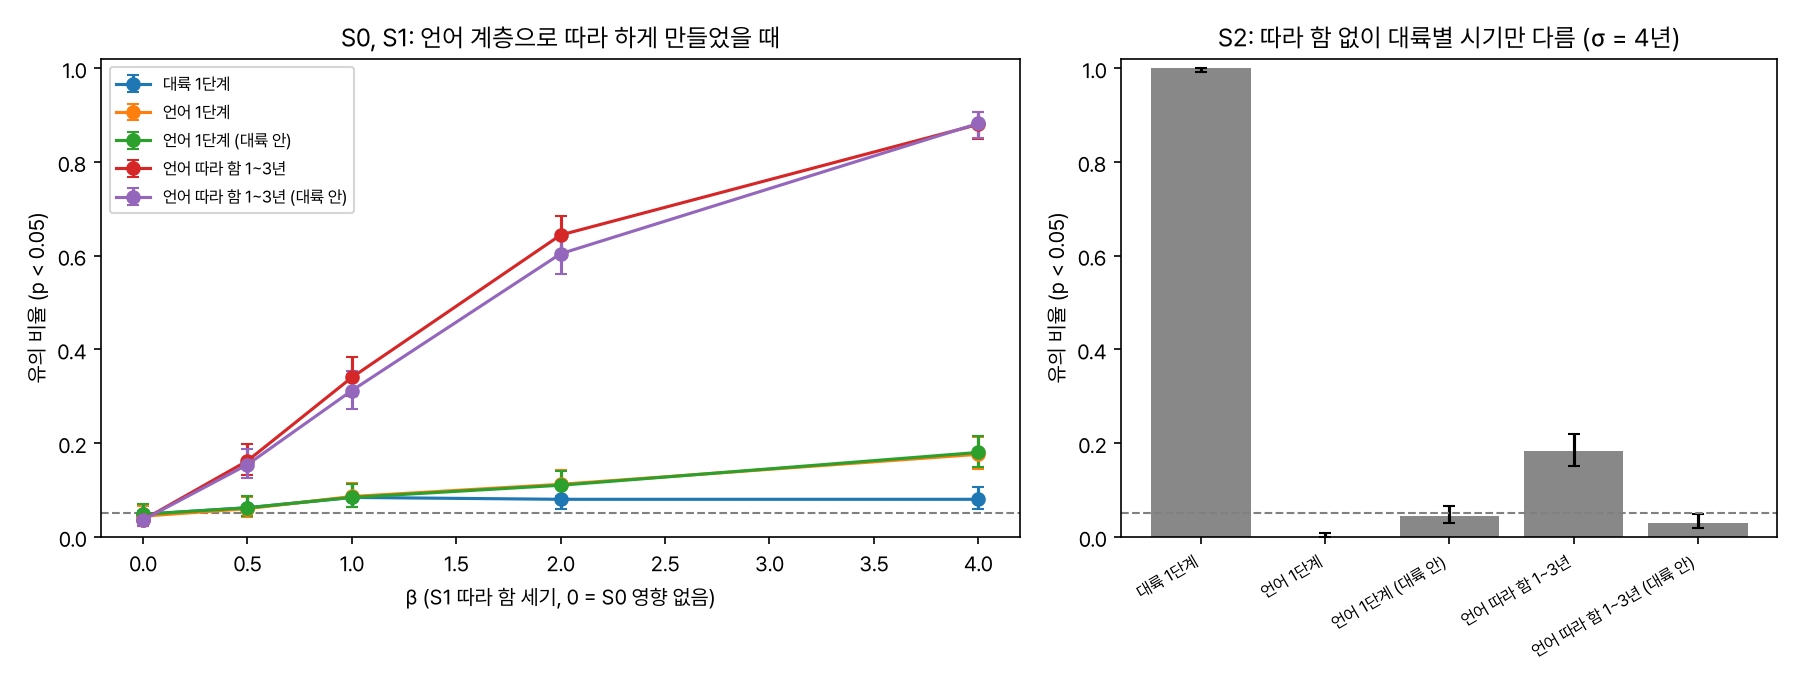 S0, S1: 언어 계층으로 따라 하게 만들었을 때
유의 비율 (p < 0.05)
1.0
0.8
0.6
0.4
0.2
0.0
대륙 1단계
언어 1단계
언어 1단계 (대륙 안)
언어 따라 함 1~3년
언어 따라 함 1~3년 (대륙 안)
0.0 0.5 1.0 1.5 2.0 2.5 3.0 3.5 4.0
β (S1 따라 함 세기, 0 = S0 영향 없음)
S2: 따라 함 없이 대륙별 시기만 다름 (σ = 4년)
유의 비율 (p < 0.05)
1.0
0.8
0.6
0.4
0.2
0.0
대륙 1단계
언어 1단계
언어 1단계 (대륙 안)
언어 따라 함 1~3년
언어 따라 함 1~3년 (대륙 안)